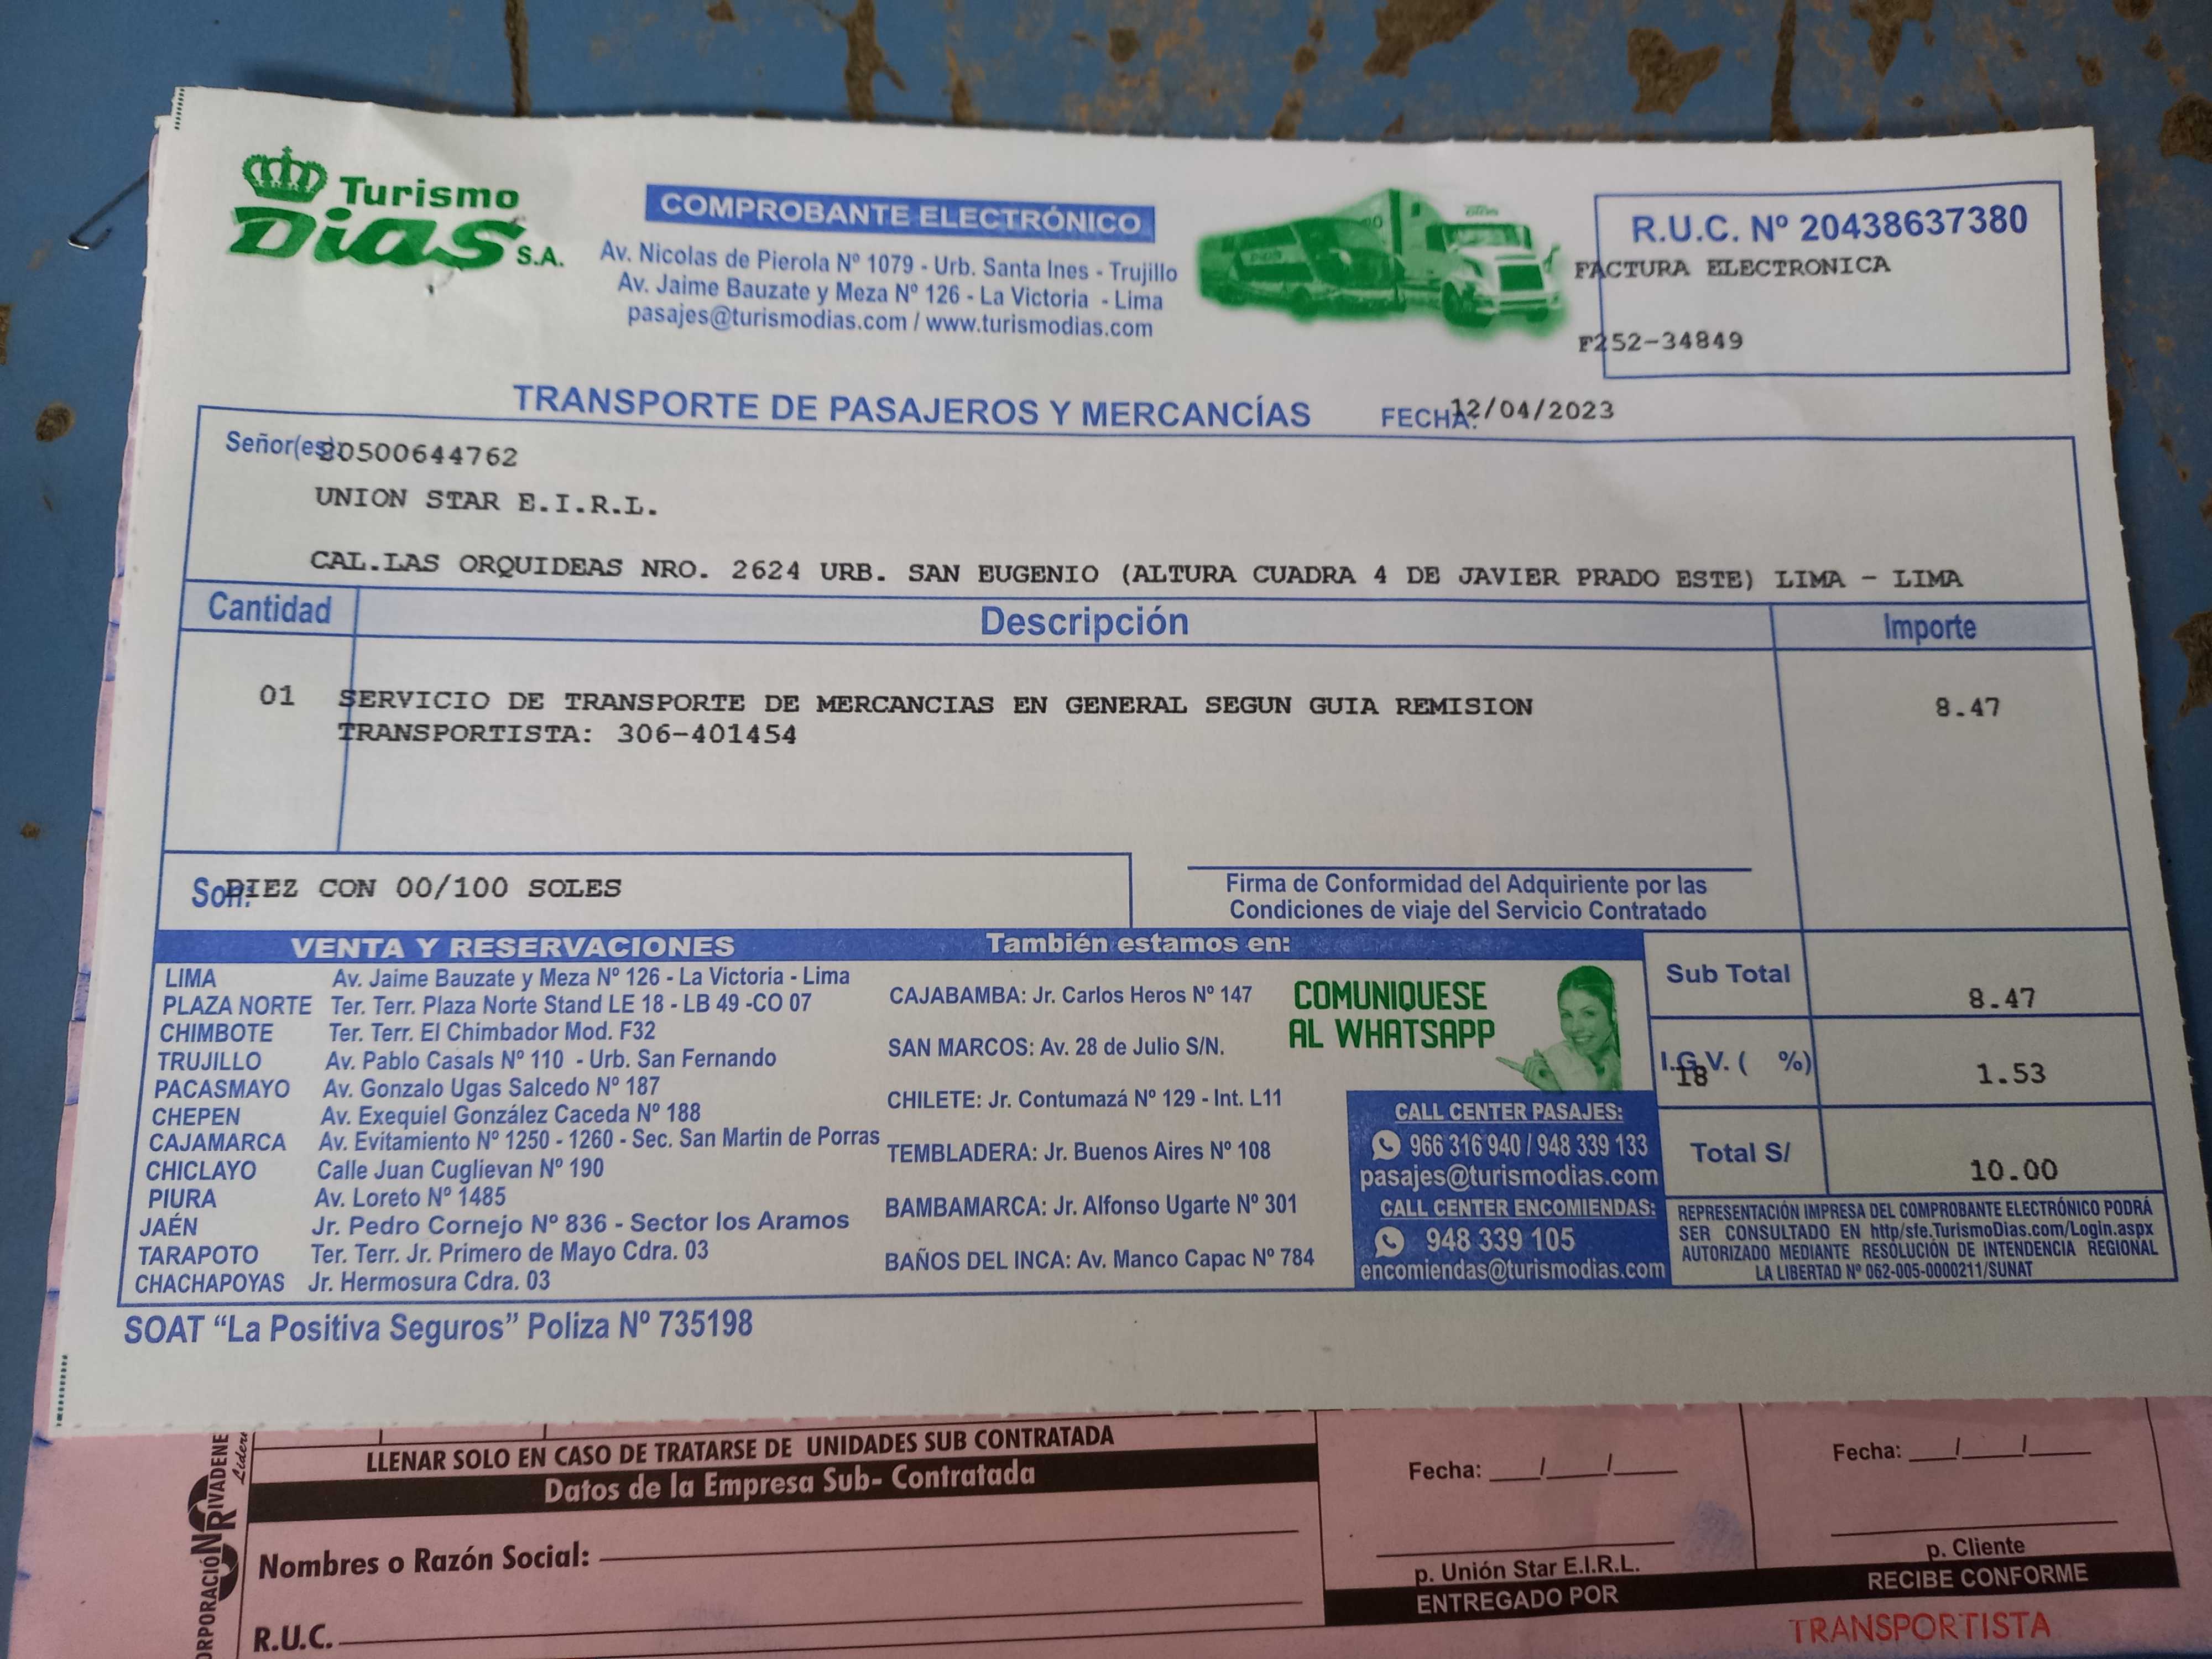 Turismo
Dias S.A.
COMPROBANTE ELECTRÓNICO
Av. Nicolas de Pierola Nº 1079 - Urb. Santa Ines - Trujillo
Av. Jaime Bauzate y Meza Nº 126 - La Victoria - Lima
pasajes@turismodias.com / www.turismodias.com
R.U.C. Nº 20438637380
FACTURA ELECTRONICA
F252-34849
TRANSPORTE DE PASAJEROS Y MERCANCÍAS
FECHA: 12/04/2023
Señor(es): 20500644762
UNION STAR E.I.R.L.
CAL.LAS ORQUIDEAS NRO. 2624 URB. SAN EUGENIO (ALTURA CUADRA 4 DE JAVIER PRADO ESTE) LIMA - LIMA
Cantidad Descripción Importe
01 SERVICIO DE TRANSPORTE DE MERCANCIAS EN GENERAL SEGUN GUIA REMISION 8.47
TRANSPORTISTA: 306-401454
Son: DIEZ CON 00/100 SOLES
Firma de Conformidad del Adquiriente por las
Condiciones de viaje del Servicio Contratado
VENTA Y RESERVACIONES
LIMA Av. Jaime Bauzate y Meza Nº 126 - La Victoria - Lima
PLAZA NORTE Ter. Terr. Plaza Norte Stand LE 18 - LB 49 -CO 07
CHIMBOTE Ter. Terr. El Chimbador Mod. F32
TRUJILLO Av. Pablo Casals Nº 110 - Urb. San Fernando
PACASMAYO Av. Gonzalo Ugas Salcedo Nº 187
CHEPEN Av. Exequiel González Caceda Nº 188
CAJAMARCA Av. Evitamiento Nº 1250 - 1260 - Sec. San Martin de Porras
CHICLAYO Calle Juan Cuglievan Nº 190
PIURA Av. Loreto Nº 1485
JAÉN Jr. Pedro Cornejo Nº 836 - Sector los Aramos
TARAPOTO Ter. Terr. Jr. Primero de Mayo Cdra. 03
CHACHAPOYAS Jr. Hermosura Cdra. 03
También estamos en:
CAJABAMBA: Jr. Carlos Heros Nº 147
SAN MARCOS: Av. 28 de Julio S/N.
CHILETE: Jr. Contumazá Nº 129 - Int. L11
TEMBLADERA: Jr. Buenos Aires Nº 108
BAMBAMARCA: Jr. Alfonso Ugarte Nº 301
BAÑOS DEL INCA: Av. Manco Capac Nº 784
COMUNIQUESE
AL WHATSAPP
CALL CENTER PASAJES:
966 316 940 / 948 339 133
pasajes@turismodias.com
CALL CENTER ENCOMIENDAS:
948 339 105
encomiendas@turismodias.com
Sub Total 8.47
I.G.V. ( %) 18 1.53
Total S/ 10.00
REPRESENTACIÓN IMPRESA DEL COMPROBANTE ELECTRÓNICO PODRÁ
SER CONSULTADO EN http/sfe.TurismoDias.com/Login.aspx
AUTORIZADO MEDIANTE RESOLUCIÓN DE INTENDENCIA REGIONAL
LA LIBERTAD Nº 062-005-0000211/SUNAT
SOAT “La Positiva Seguros” Poliza Nº 735198
LLENAR SOLO EN CASO DE TRATARSE DE UNIDADES SUB CONTRATADA
Datos de la Empresa Sub- Contratada
Nombres o Razón Social:
R.U.C.
Fecha: ___/___/___
p. Unión Star E.I.R.L.
ENTREGADO POR
Fecha: ___/___/___
p. Cliente
RECIBE CONFORME
TRANSPORTISTA